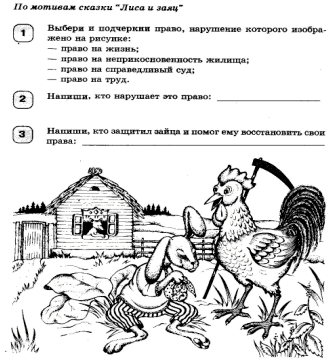 По мотивам сказки "Лиса и заяц"
1 Выбери и подчеркни право, нарушение которого изобра-
жено на рисунке:
— право на жизнь;
— право на неприкосновенность жилища;
— право на справедливый суд;
— право на труд.
2 Напиши, кто нарушает это право:
3 Напиши, кто защитил зайца и помог ему восстановить свои
права: